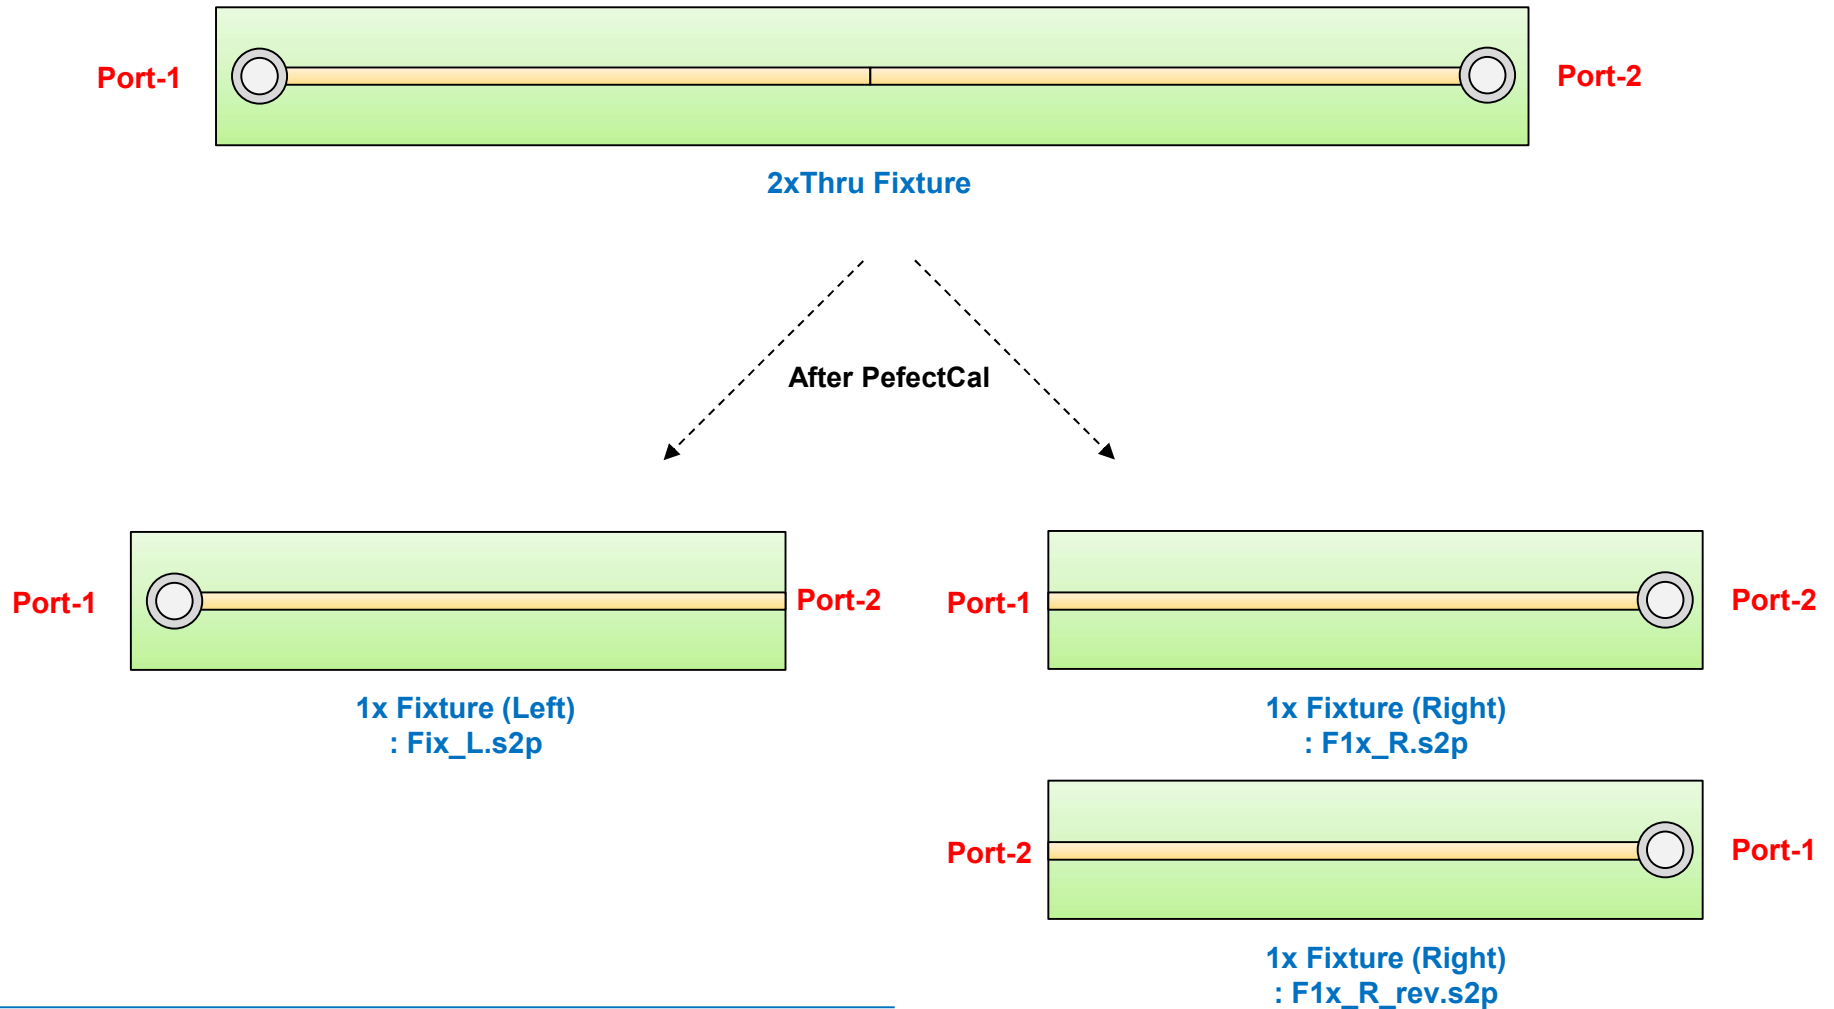 Port-1
Port-2
2xThru Fixture
After PefectCal
Port-1
Port-2
Port-1
Port-2
1x Fixture (Left)
: Fix_L.s2p
1x Fixture (Right)
: F1x_R.s2p
Port-2
Port-1
1x Fixture (Right)
: F1x_R_rev.s2p